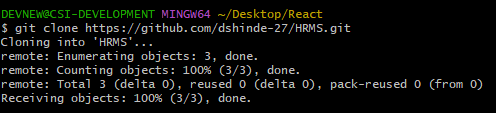 DEVNEW@CSI-DEVELOPMENT MINGW64 ~/Desktop/React
$ git clone https://github.com/dshinde-27/HRMS.git
Cloning into 'HRMS'...
remote: Enumerating objects: 3, done.
remote: Counting objects: 100% (3/3), done.
remote: Total 3 (delta 0), reused 0 (delta 0), pack-reused 0 (from 0)
Receiving objects: 100% (3/3), done.